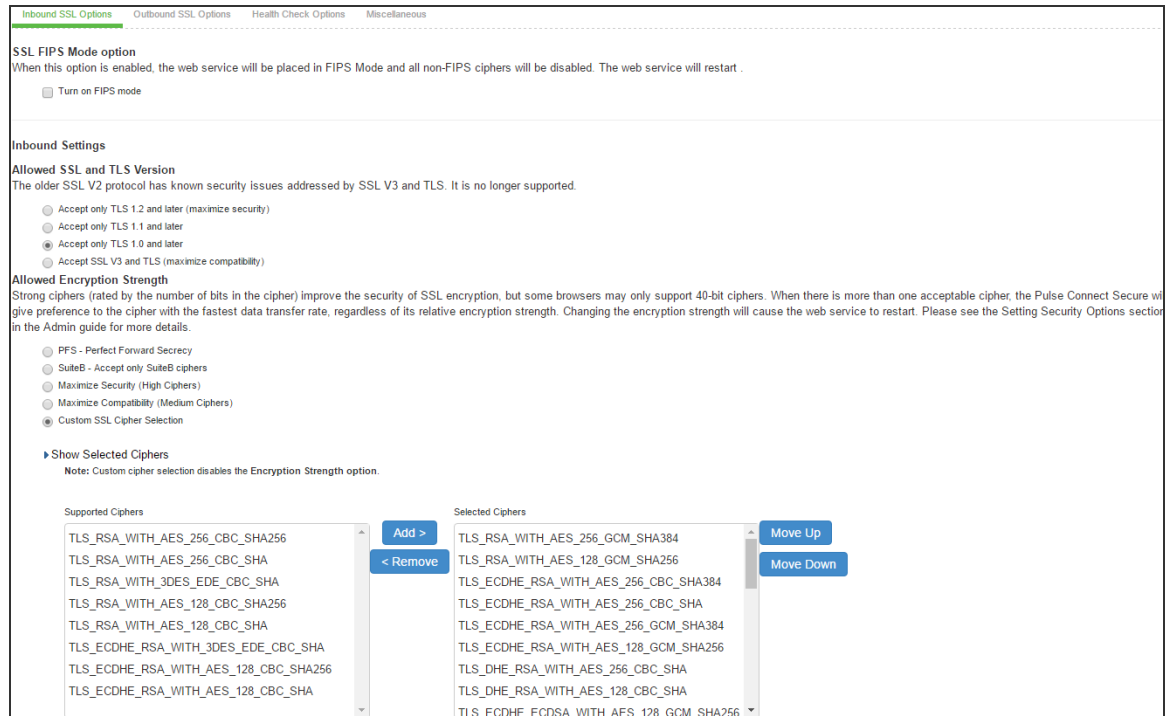 Inbound SSL Options Outbound SSL Options Health Check Options Miscellaneous
SSL FIPS Mode option
When this option is enabled, the web service will be placed in FIPS Mode and all non-FIPS ciphers will be disabled. The web service will restart .
Turn on FIPS mode
Inbound Settings
Allowed SSL and TLS Version
The older SSL V2 protocol has known security issues addressed by SSL V3 and TLS. It is no longer supported.
Accept only TLS 1.2 and later (maximize security)
Accept only TLS 1.1 and later
Accept only TLS 1.0 and later
Accept SSL V3 and TLS (maximize compatibility)
Allowed Encryption Strength
Strong ciphers (rated by the number of bits in the cipher) improve the security of SSL encryption, but some browsers may only support 40-bit ciphers. When there is more than one acceptable cipher, the Pulse Connect Secure wi
give preference to the cipher with the fastest data transfer rate, regardless of its relative encryption strength. Changing the encryption strength will cause the web service to restart. Please see the Setting Security Options section
in the Admin guide for more details.
PFS - Perfect Forward Secrecy
SuiteB - Accept only SuiteB ciphers
Maximize Security (High Ciphers)
Maximize Compatibility (Medium Ciphers)
Custom SSL Cipher Selection
Show Selected Ciphers
Note: Custom cipher selection disables the Encryption Strength option.
Supported Ciphers
TLS_RSA_WITH_AES_256_CBC_SHA256
TLS_RSA_WITH_AES_256_CBC_SHA
TLS_RSA_WITH_3DES_EDE_CBC_SHA
TLS_RSA_WITH_AES_128_CBC_SHA256
TLS_RSA_WITH_AES_128_CBC_SHA
TLS_ECDHE_RSA_WITH_3DES_EDE_CBC_SHA
TLS_ECDHE_RSA_WITH_AES_128_CBC_SHA256
TLS_ECDHE_RSA_WITH_AES_128_CBC_SHA
Add >
< Remove
Selected Ciphers
TLS_RSA_WITH_AES_256_GCM_SHA384
TLS_RSA_WITH_AES_128_GCM_SHA256
TLS_ECDHE_RSA_WITH_AES_256_CBC_SHA384
TLS_ECDHE_RSA_WITH_AES_256_CBC_SHA
TLS_ECDHE_RSA_WITH_AES_256_GCM_SHA384
TLS_ECDHE_RSA_WITH_AES_128_GCM_SHA256
TLS_DHE_RSA_WITH_AES_256_CBC_SHA
TLS_DHE_RSA_WITH_AES_128_CBC_SHA
TLS_ECDHE_ECDSA_WITH_AES_128_GCM_SHA256
Move Up
Move Down